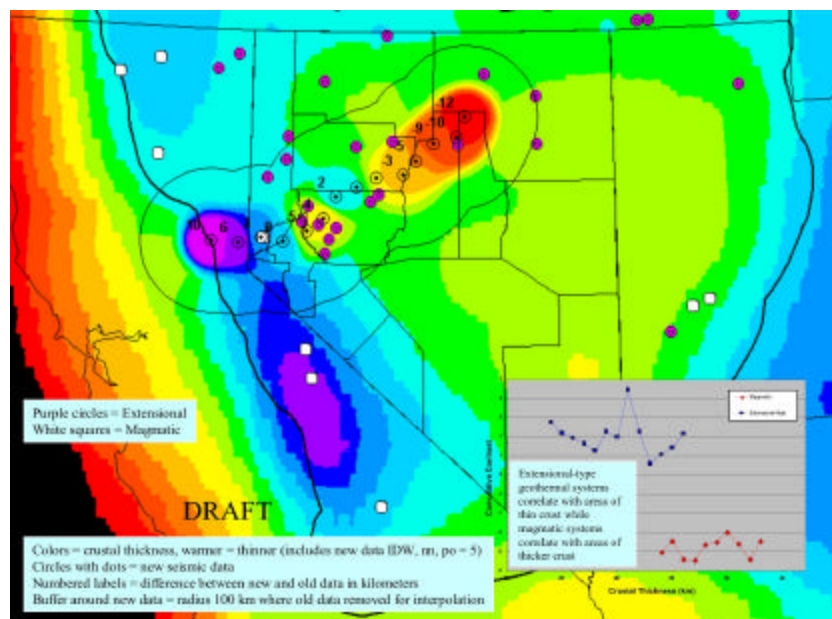 -12
-10
-9
-5
-3
2
10
6
Purple circles = Extensional
White squares = Magmatic
DRAFT
Colors = crustal thickness, warmer = thinner (includes new data IDW, nn, po = 5)
Circles with dots = new seismic data
Numbered labels = difference between new and old data in kilometers
Buffer around new data = radius 100 km where old data removed for interpolation
Extensional-type
geothermal systems
correlate with areas of
thin crust while
magmatic systems
correlate with areas of
thicker crust
Magmatic
Cumulative Contrast
Crustal Thickness (km)